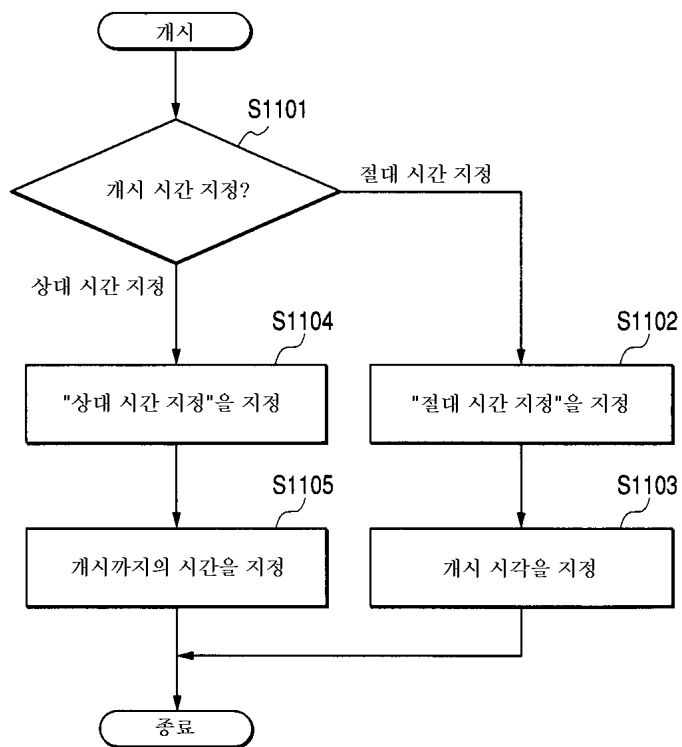 개시
S1101
개시 시간 지정?
절대 시간 지정
상대 시간 지정
S1104
S1102
"상대 시간 지정"을 지정
"절대 시간 지정"을 지정
S1105
S1103
개시까지의 시간을 지정
개시 시각을 지정
종료